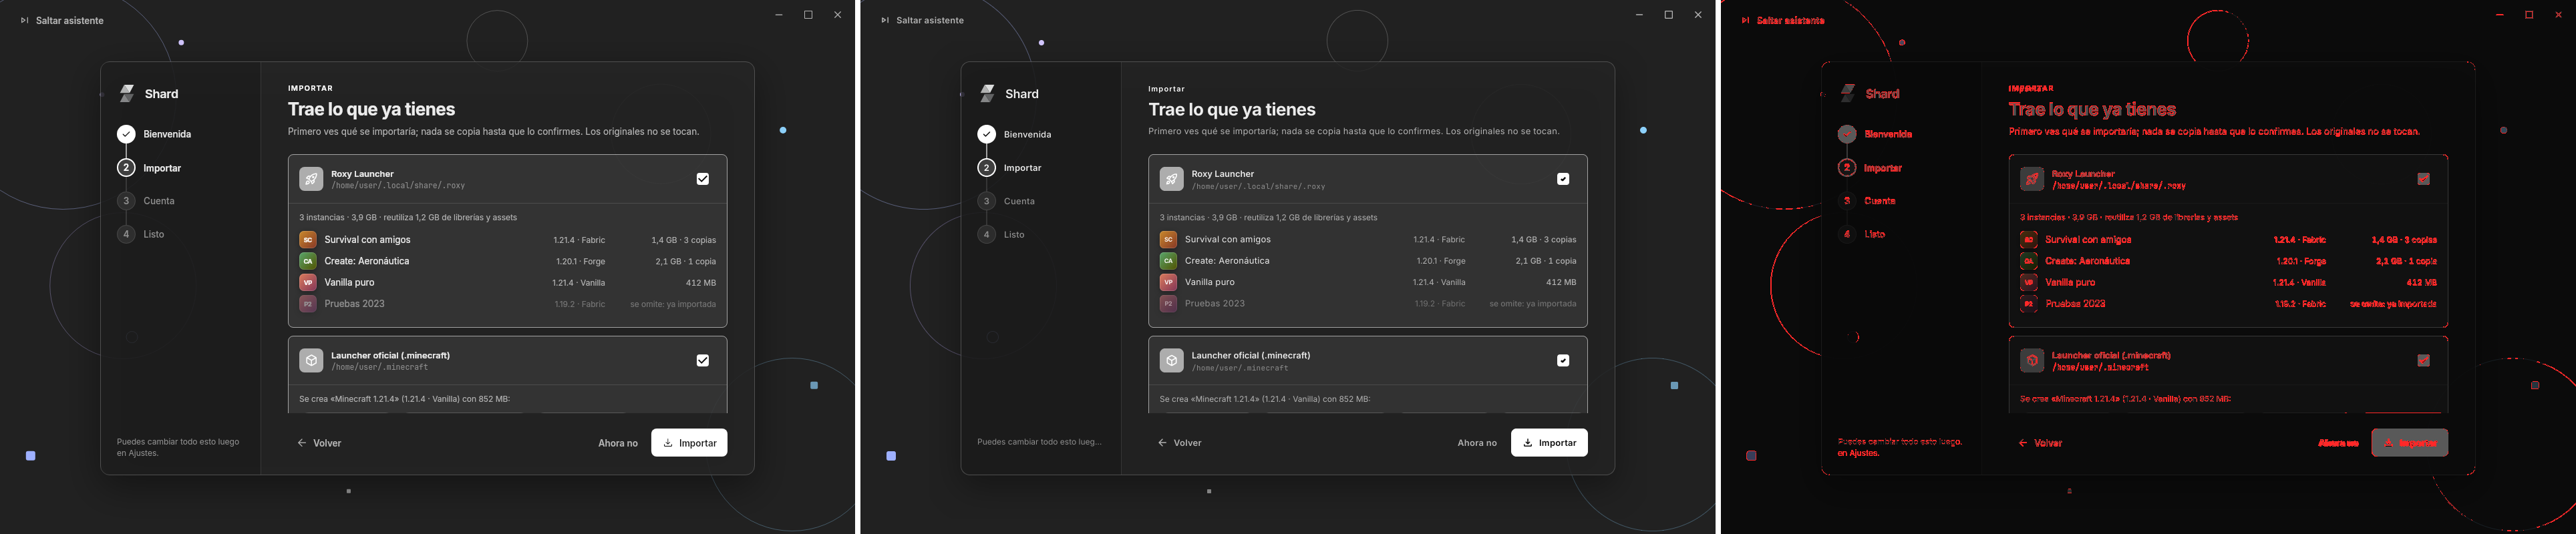 Saltar asistente
Shard
Bienvenida
2 Importar
3 Cuenta
4 Listo
Puedes cambiar todo esto luego
en Ajustes.
IMPORTAR
Trae lo que ya tienes
Primero ves qué se importaría; nada se copia hasta que lo confirmes. Los originales no se tocan.
Roxy Launcher
/home/user/.local/share/.roxy
3 instancias · 3,9 GB · reutiliza 1,2 GB de librerías y assets
SC Survival con amigos 1.21.4 · Fabric 1,4 GB · 3 copias
CA Create: Aeronáutica 1.20.1 · Forge 2,1 GB · 1 copia
VP Vanilla puro 1.21.4 · Vanilla 412 MB
P2 Pruebas 2023 1.19.2 · Fabric se omite: ya importada
Launcher oficial (.minecraft)
/home/user/.minecraft
Se crea «Minecraft 1.21.4» (1.21.4 · Vanilla) con 852 MB:
Volver Ahora no Importar
Saltar asistente
Shard
Bienvenida
2 Importar
3 Cuenta
4 Listo
Puedes cambiar todo esto lueg...
Importar
Trae lo que ya tienes
Primero ves qué se importaría; nada se copia hasta que lo confirmes. Los originales no se tocan.
Roxy Launcher
/home/user/.local/share/.roxy
3 instancias · 3,9 GB · reutiliza 1,2 GB de librerías y assets
SC Survival con amigos 1.21.4 · Fabric 1,4 GB · 3 copias
CA Create: Aeronáutica 1.20.1 · Forge 2,1 GB · 1 copia
VP Vanilla puro 1.21.4 · Vanilla 412 MB
P2 Pruebas 2023 1.19.2 · Fabric se omite: ya importada
Launcher oficial (.minecraft)
/home/user/.minecraft
Se crea «Minecraft 1.21.4» (1.21.4 · Vanilla) con 852 MB:
Volver Ahora no Importar
Saltar asistente
Shard
Bienvenida
2 Importar
3 Cuenta
4 Listo
Puedes cambiar todo esto luego.
en Ajustes.
Trae lo que ya tienes
Primero ves qué se importaría; nada se copia hasta que lo confirmes. Los originales no se tocan.
Roxy Launcher
/home/user/.local/share/.roxy
3 instancias · 3,9 GB · reutiliza 1,2 GB de librerías y assets
Survival con amigos 1.21.4 · Fabric 1,4 GB · 3 copias
CA Create: Aeronáutica 1.20.1 · Forge 2,1 GB · 1 copia
VP Vanilla puro 1.21.4 · Vanilla 412 MB
P2 Pruebas 2023 1.19.2 · Fabric se omite: ya importada
Launcher oficial (.minecraft)
/home/user/.minecraft
Se crea «Minecraft 1.21.4» (1.21.4 · Vanilla) con 852 MB:
Volver Ahora no